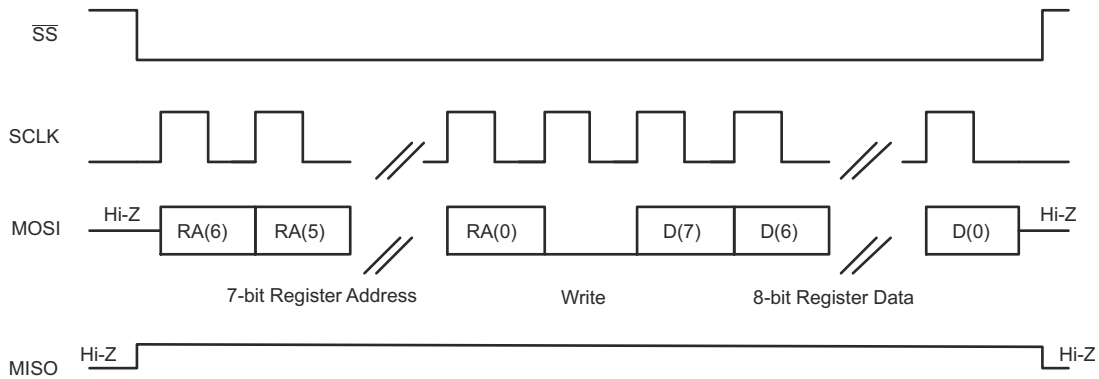 SS
SCLK
MOSI Hi-Z RA(6) RA(5) RA(0) D(7) D(6) D(0) Hi-Z
7-bit Register Address Write 8-bit Register Data
MISO Hi-Z Hi-Z